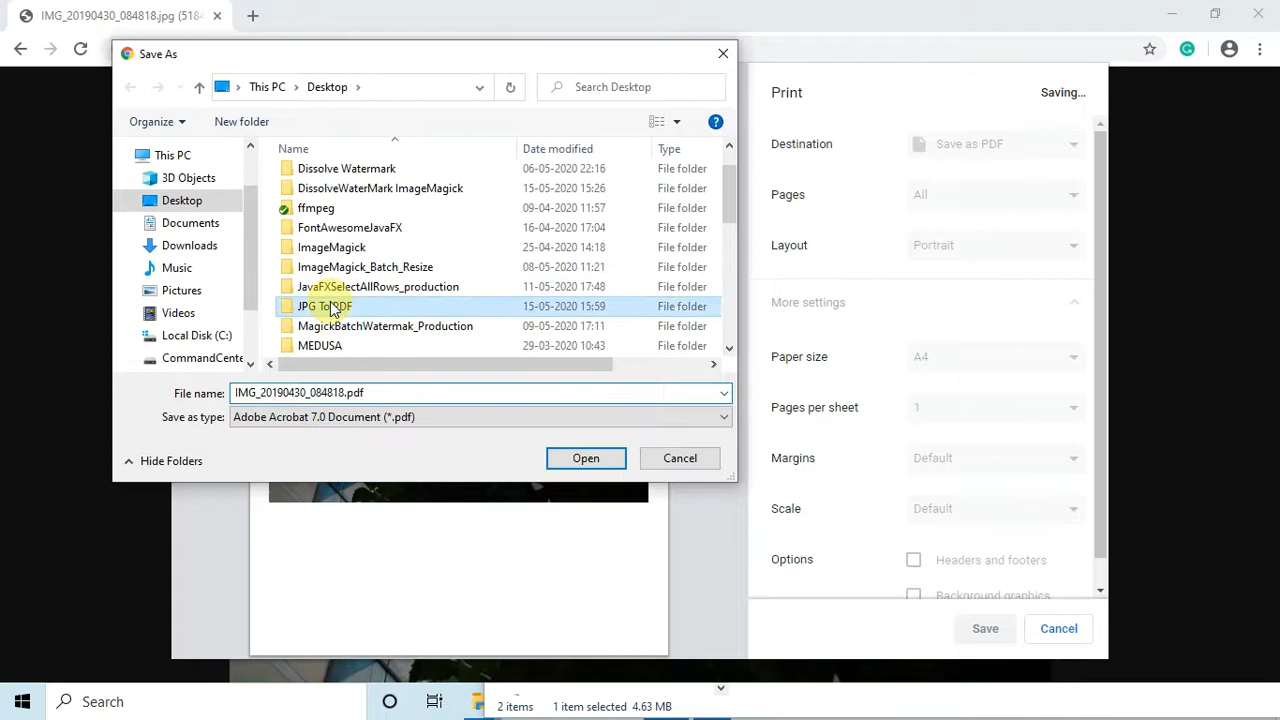 IMG_20190430_084818.jpg (5184
Save As
This PC
Desktop
Search Desktop
Organize
New folder
This PC
3D Objects
Desktop
Documents
Downloads
Music
Pictures
Videos
Local Disk (C:)
CommandCente
Name Date modified Type
Dissolve Watermark 06-05-2020 22:16 File folder
DissolveWaterMark ImageMagick 15-05-2020 15:26 File folder
ffmpeg 09-04-2020 11:57 File folder
FontAwesomeJavaFX 16-04-2020 17:04 File folder
ImageMagick 25-04-2020 14:18 File folder
ImageMagick_Batch_Resize 08-05-2020 11:21 File folder
JavaFXSelectAllRows_production 11-05-2020 17:48 File folder
JPG To PDF 15-05-2020 15:59 File folder
MagickBatchWatermak_Production 09-05-2020 17:11 File folder
MEDUSA 29-03-2020 10:43 File folder
File name: IMG_20190430_084818.pdf
Save as type: Adobe Acrobat 7.0 Document (*.pdf)
Hide Folders
Open Cancel
Print Saving...
Destination Save as PDF
Pages All
Layout Portrait
More settings
Paper size A4
Pages per sheet 1
Margins Default
Scale Default
Options Headers and footers
Background graphics
Save Cancel
Search
2 items 1 item selected 4.63 MB